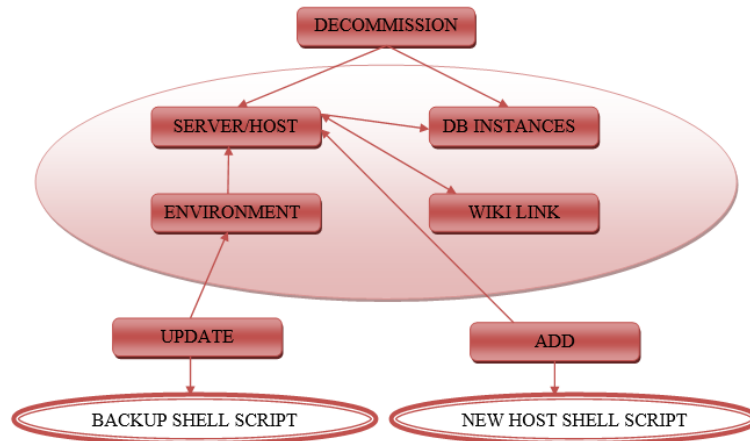 DECOMMISSION
SERVER/HOST
DB INSTANCES
ENVIRONMENT
WIKI LINK
UPDATE
ADD
BACKUP SHELL SCRIPT
NEW HOST SHELL SCRIPT